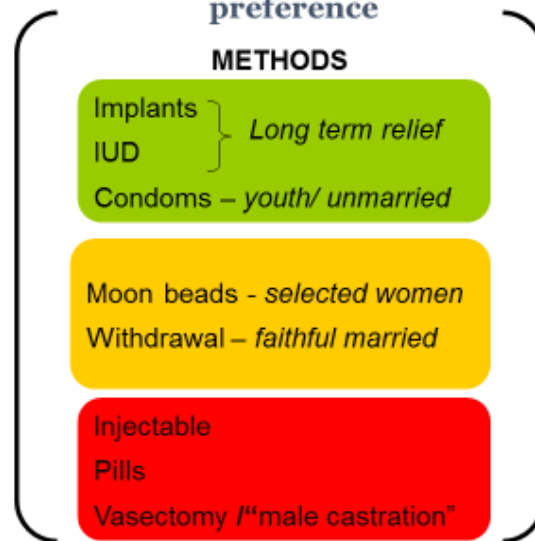 preference
METHODS
Implants
Long term relief
IUD
Condoms – youth/ unmarried
Moon beads - selected women
Withdrawal – faithful married
Injectable
Pills
Vasectomy /“male castration”